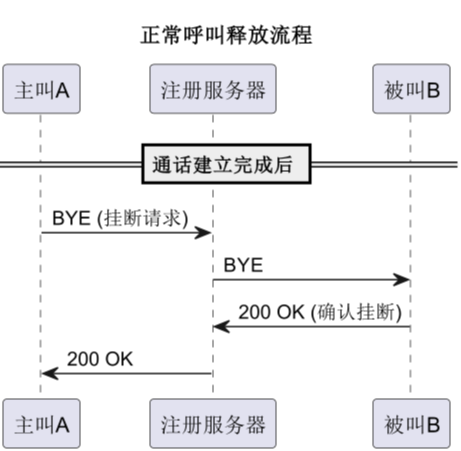 正常呼叫释放流程
主叫A 注册服务器 被叫B
通话建立完成后
BYE (挂断请求)
BYE
200 OK (确认挂断)
200 OK
主叫A 注册服务器 被叫B